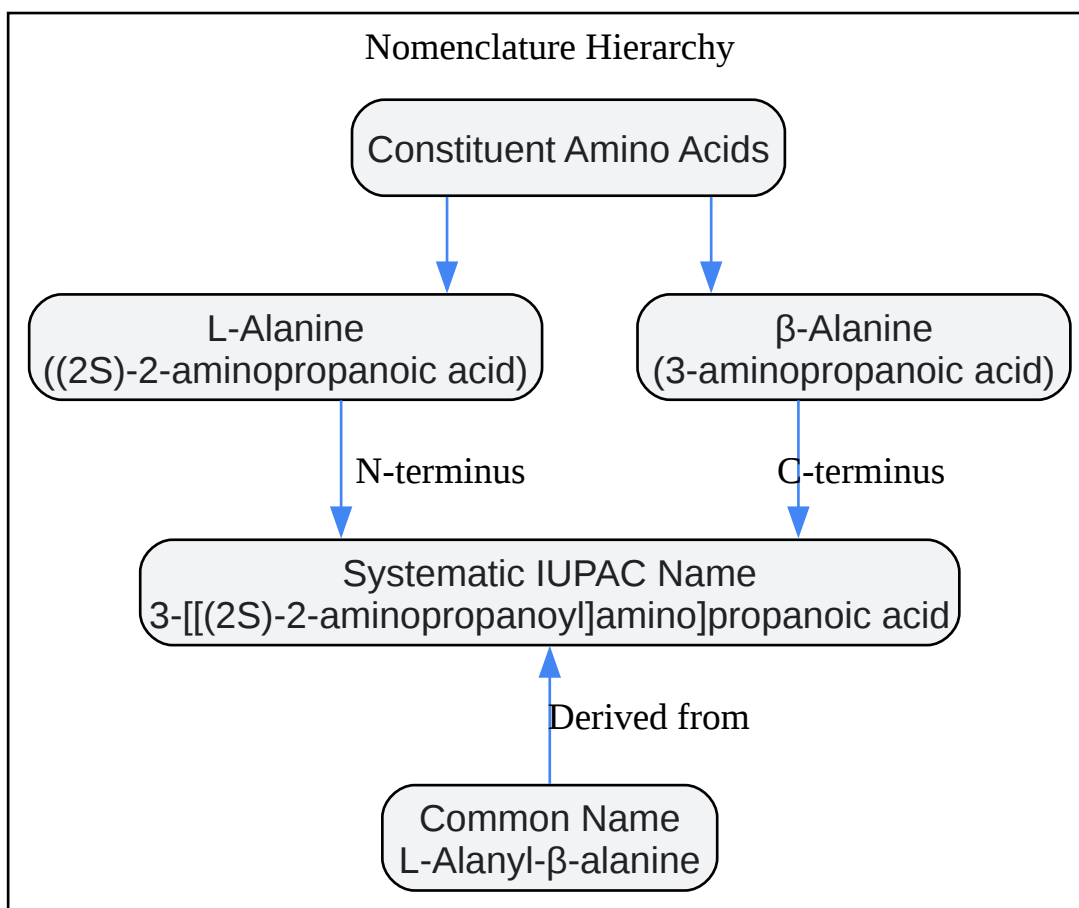 Nomenclature Hierarchy
Constituent Amino Acids
L-Alanine
((2S)-2-aminopropanoic acid)
β-Alanine
(3-aminopropanoic acid)
N-terminus
C-terminus
Systematic IUPAC Name
3-[[(2S)-2-aminopropanoyl]amino]propanoic acid
Derived from
Common Name
L-Alanyl-β-alanine